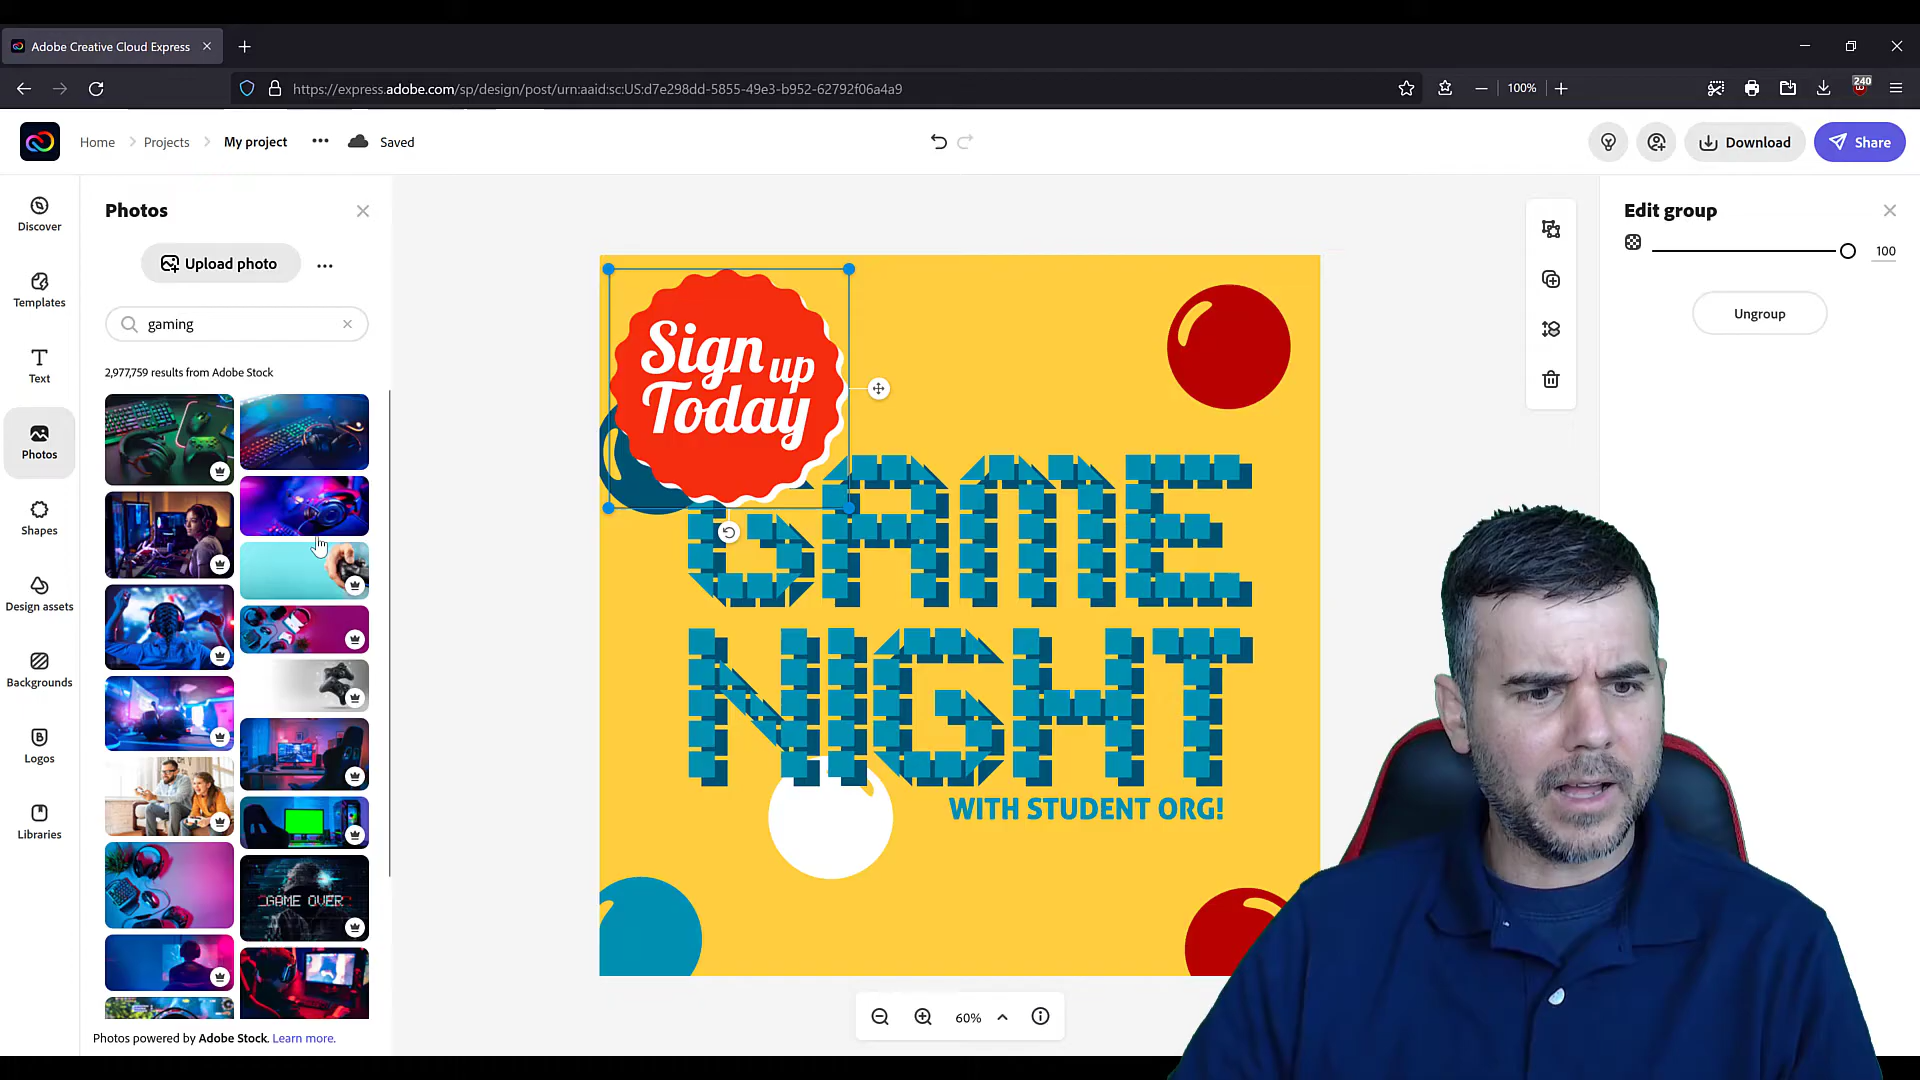 Adobe Creative Cloud Express
https://express.adobe.com/sp/design/post/urn:aaid:sc:US:d7e298dd-5855-49e3-b952-62792f06a4a9
100%
240
Home
Projects
My project
Saved
Download
Share
Discover
Templates
Text
Photos
Shapes
Design assets
Backgrounds
Logos
Libraries
Photos
Upload photo
gaming
2,977,759 results from Adobe Stock
GAME OVER
Photos powered by Adobe Stock. Learn more.
Sign up
Today
GAME
NIGHT
WITH STUDENT ORG!
60%
Edit group
100
Ungroup